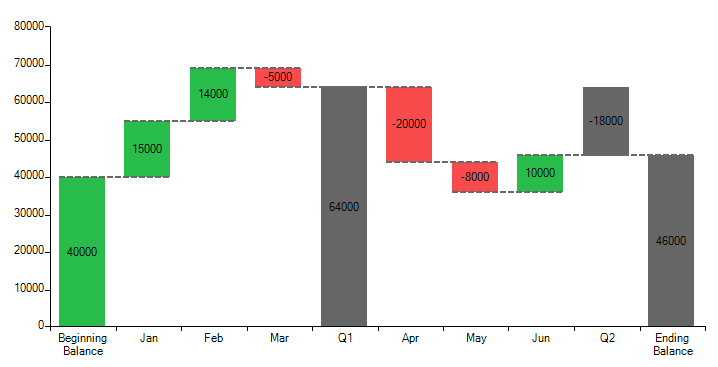 80000
70000
60000
50000
40000
30000
20000
10000
0
40000
15000
14000
-5000
64000
-20000
-8000
10000
-18000
46000
Beginning
Balance
Jan
Feb
Mar
Q1
Apr
May
Jun
Q2
Ending
Balance